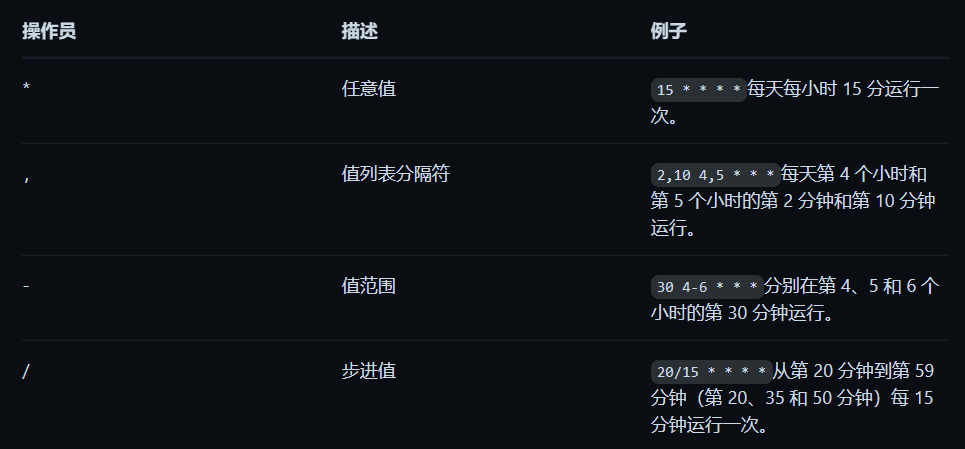 操作员 描述 例子
* 任意值 15 * * * *每天每小时 15 分运行一
次。
, 值列表分隔符 2,10 4,5 * * *每天第 4 个小时和
第 5 个小时的第 2 分钟和第 10 分钟
运行。
- 值范围 30 4-6 * * *分别在第 4、5 和 6 个
小时的第 30 分钟运行。
/ 步进值 20/15 * * * *从第 20 分钟到第 59
分钟（第 20、35 和 50 分钟）每 15
分钟运行一次。